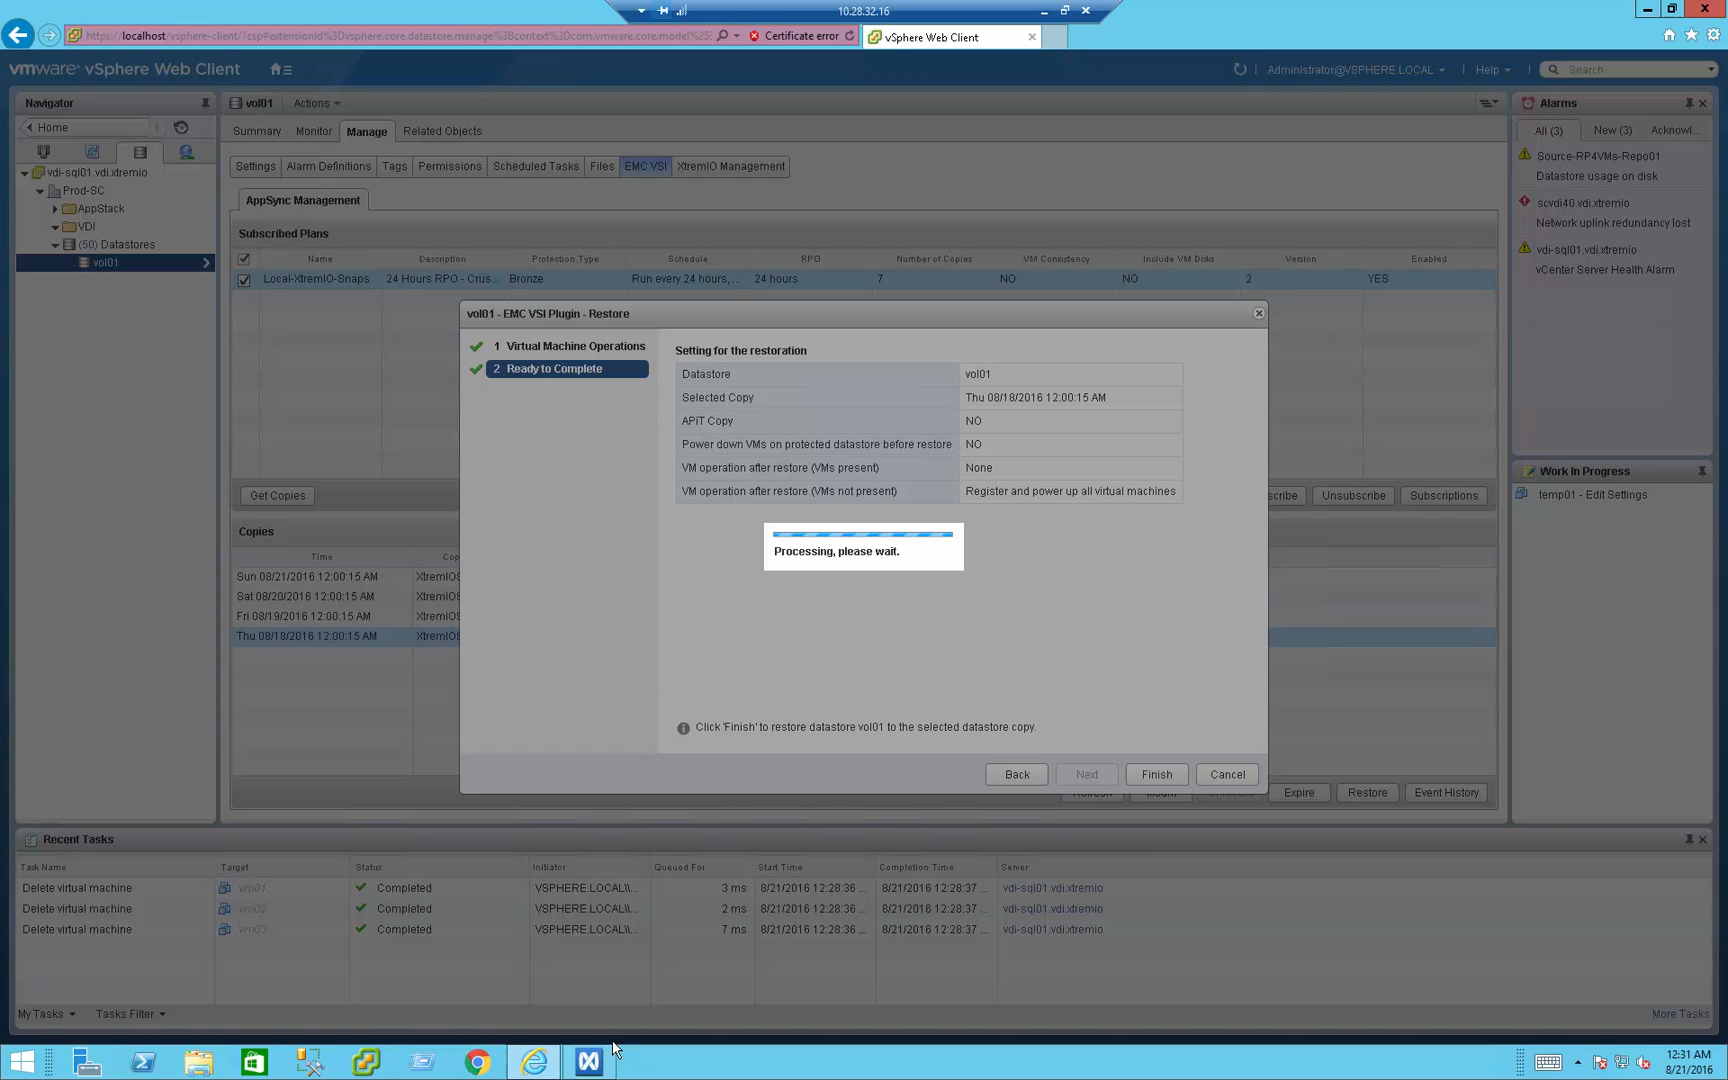 10.28.32.16
https://localhost/vsphere-client/?csp#extensionId%3Dvsphere.core.datastore.manage%3Bcontext%3Dcom.vmware.core.model%25 Certificate error vSphere Web Client
vmware vSphere Web Client Administrator@VSPHERE.LOCAL Help Search
Navigator vol01 Actions Alarms
Home
Summary Monitor Manage Related Objects All (3) New (3) Acknowl...
Settings Alarm Definitions Tags Permissions Scheduled Tasks Files EMC VSI XtremIO Management
vdi-sql01.vdi.xtremio
Prod-SC
AppStack
VDI
(50) Datastores
vol01
AppSync Management
Subscribed Plans
Name Description Protection Type Schedule RPO Number of Copies VM Consistency Include VM Disks Version Enabled
Local-XtremIO-Snaps 24 Hours RPO - Crus... Bronze Run every 24 hours, ... 24 hours 7 NO NO 2 YES
Source-RP4VMs-Repo01
Datastore usage on disk
scvdi40.vdi.xtremio
Network uplink redundancy lost
vdi-sql01.vdi.xtremio
vCenter Server Health Alarm
vol01 - EMC VSI Plugin - Restore
1 Virtual Machine Operations
2 Ready to Complete
Setting for the restoration
Datastore vol01
Selected Copy Thu 08/18/2016 12:00:15 AM
APiT Copy NO
Power down VMs on protected datastore before restore NO
VM operation after restore (VMs present) None
VM operation after restore (VMs not present) Register and power up all virtual machines
Processing, please wait.
Click 'Finish' to restore datastore vol01 to the selected datastore copy.
Back Next Finish Cancel
Get Copies scribe Unsubscribe Subscriptions
Work In Progress
temp01 - Edit Settings
Copies
Time Cop
Sun 08/21/2016 12:00:15 AM XtremIOS
Sat 08/20/2016 12:00:15 AM XtremIOS
Fri 08/19/2016 12:00:15 AM XtremIOS
Thu 08/18/2016 12:00:15 AM XtremIOS
Refresh Mount Expire Restore Event History
Recent Tasks
Task Name Target Status Initiator Queued For Start Time Completion Time Server
Delete virtual machine vm01 Completed VSPHERE.LOCAL\\... 3 ms 8/21/2016 12:28:36 ... 8/21/2016 12:28:37 ... vdi-sql01.vdi.xtremio
Delete virtual machine vm02 Completed VSPHERE.LOCAL\\... 2 ms 8/21/2016 12:28:36 ... 8/21/2016 12:28:37 ... vdi-sql01.vdi.xtremio
Delete virtual machine vm03 Completed VSPHERE.LOCAL\\... 7 ms 8/21/2016 12:28:36 ... 8/21/2016 12:28:37 ... vdi-sql01.vdi.xtremio
My Tasks Tasks Filter More Tasks
12:31 AM
8/21/2016